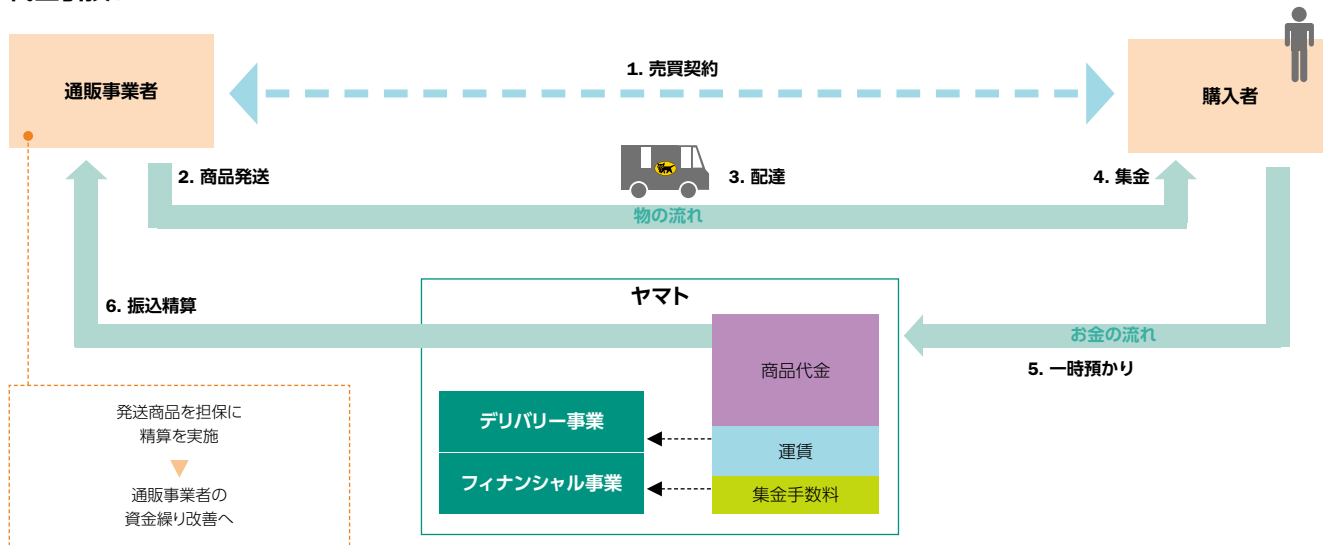 通販事業者
1. 売買契約
購入者
2. 商品発送
3. 配達
4. 集金
物の流れ
6. 振込精算
ヤマト
お金の流れ
5. 一時預かり
商品代金
デリバリー事業
運賃
フィナンシャル事業
集金手数料
発送商品を担保に
精算を実施
通販事業者の
資金繰り改善へ